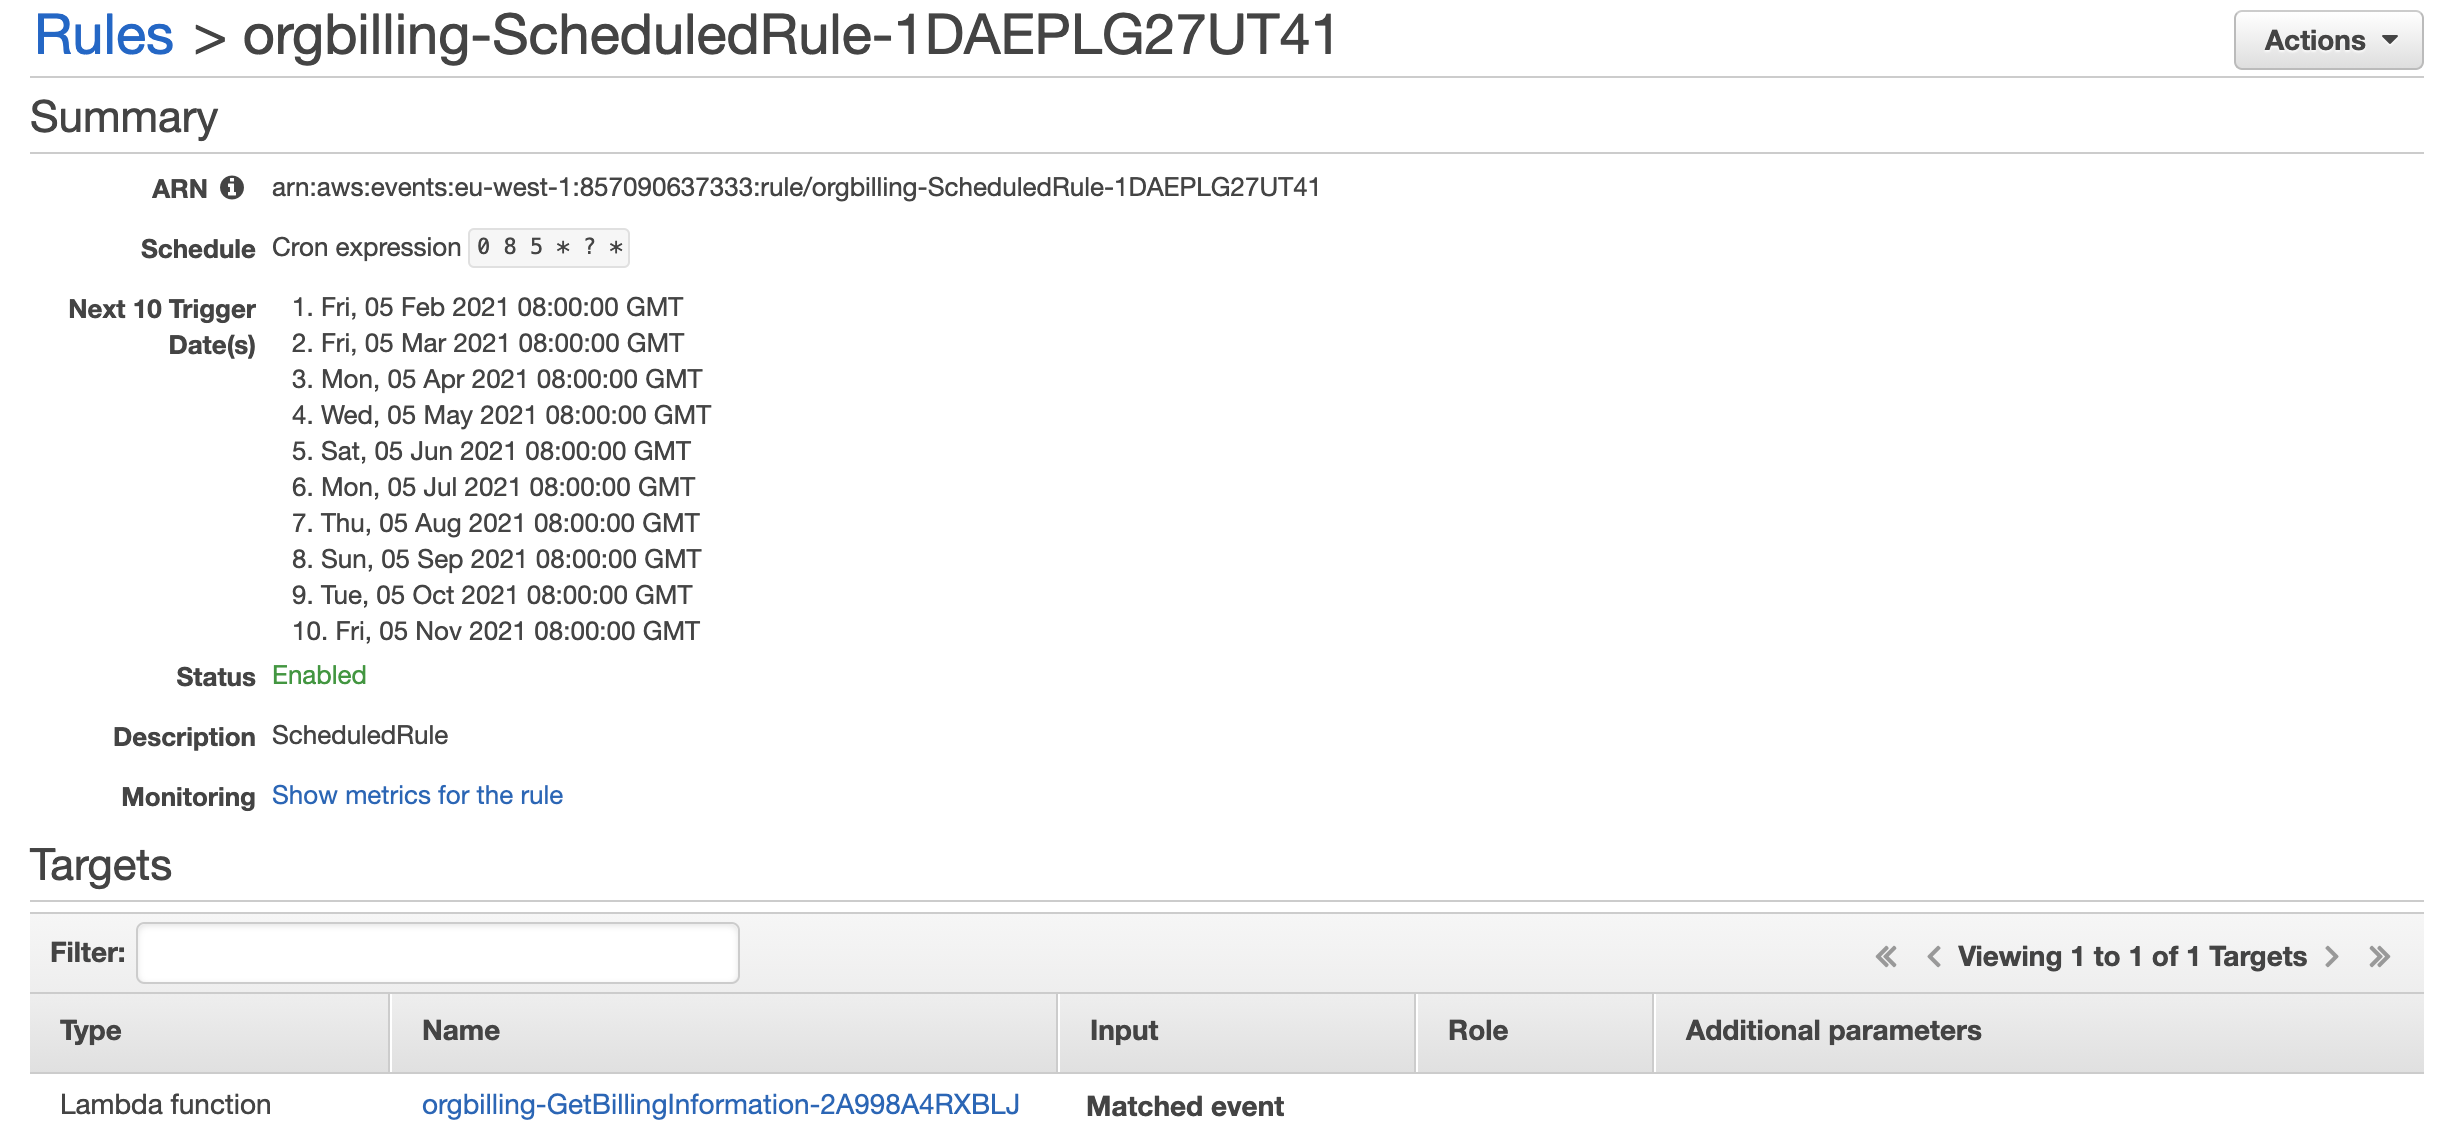 Rules > orgbilling-ScheduledRule-1DAEPLG27UT41
Actions
Summary
ARN arn:aws:events:eu-west-1:857090637333:rule/orgbilling-ScheduledRule-1DAEPLG27UT41
Schedule Cron expression 0 8 5 * ? *
Next 10 Trigger Date(s)
1. Fri, 05 Feb 2021 08:00:00 GMT
2. Fri, 05 Mar 2021 08:00:00 GMT
3. Mon, 05 Apr 2021 08:00:00 GMT
4. Wed, 05 May 2021 08:00:00 GMT
5. Sat, 05 Jun 2021 08:00:00 GMT
6. Mon, 05 Jul 2021 08:00:00 GMT
7. Thu, 05 Aug 2021 08:00:00 GMT
8. Sun, 05 Sep 2021 08:00:00 GMT
9. Tue, 05 Oct 2021 08:00:00 GMT
10. Fri, 05 Nov 2021 08:00:00 GMT
Status Enabled
Description ScheduledRule
Monitoring Show metrics for the rule
Targets
Filter: « < Viewing 1 to 1 of 1 Targets > »
Type Name Input Role Additional parameters
Lambda function orgbilling-GetBillingInformation-2A998A4RXBLJ Matched event